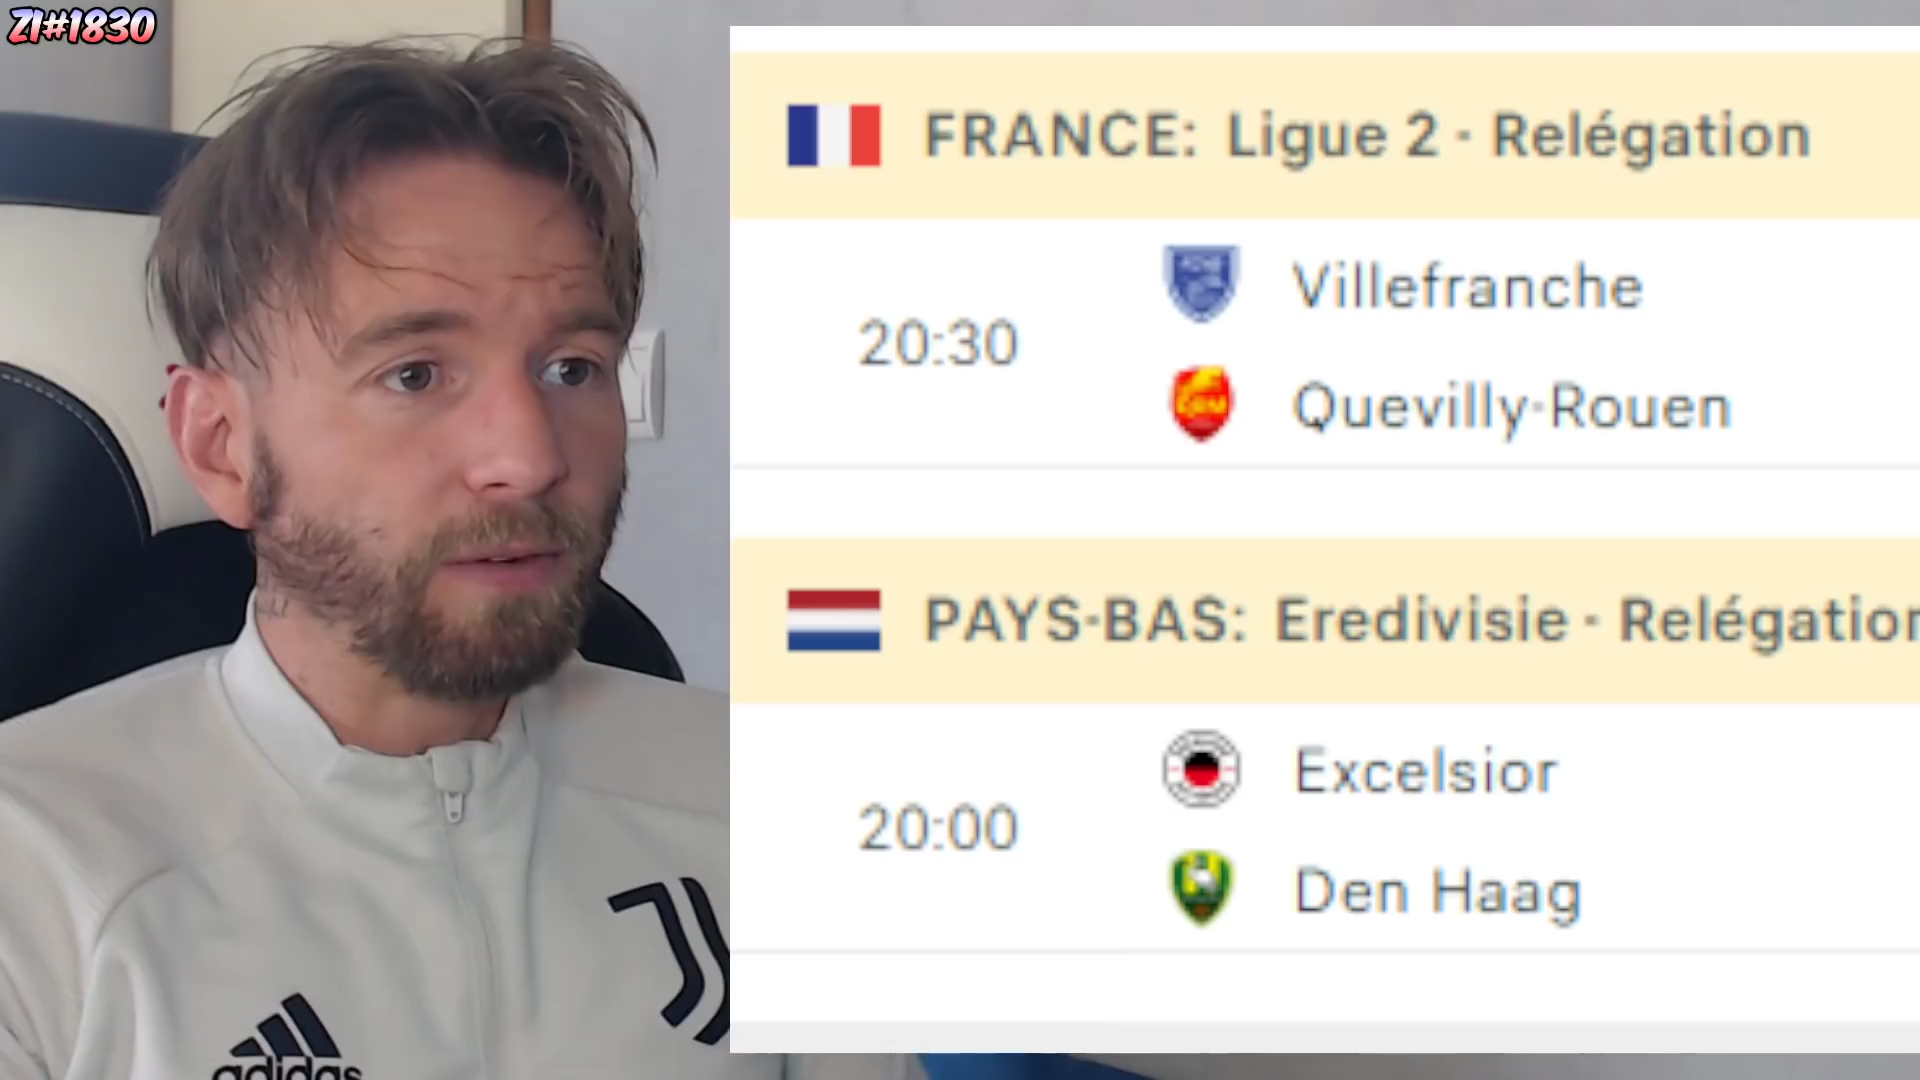 ZI#1830
FRANCE: Ligue 2 - Relégation
20:30
Villefranche
Quevilly-Rouen
PAYS-BAS: Eredivisie - Relégation
20:00
Excelsior
Den Haag
adidas